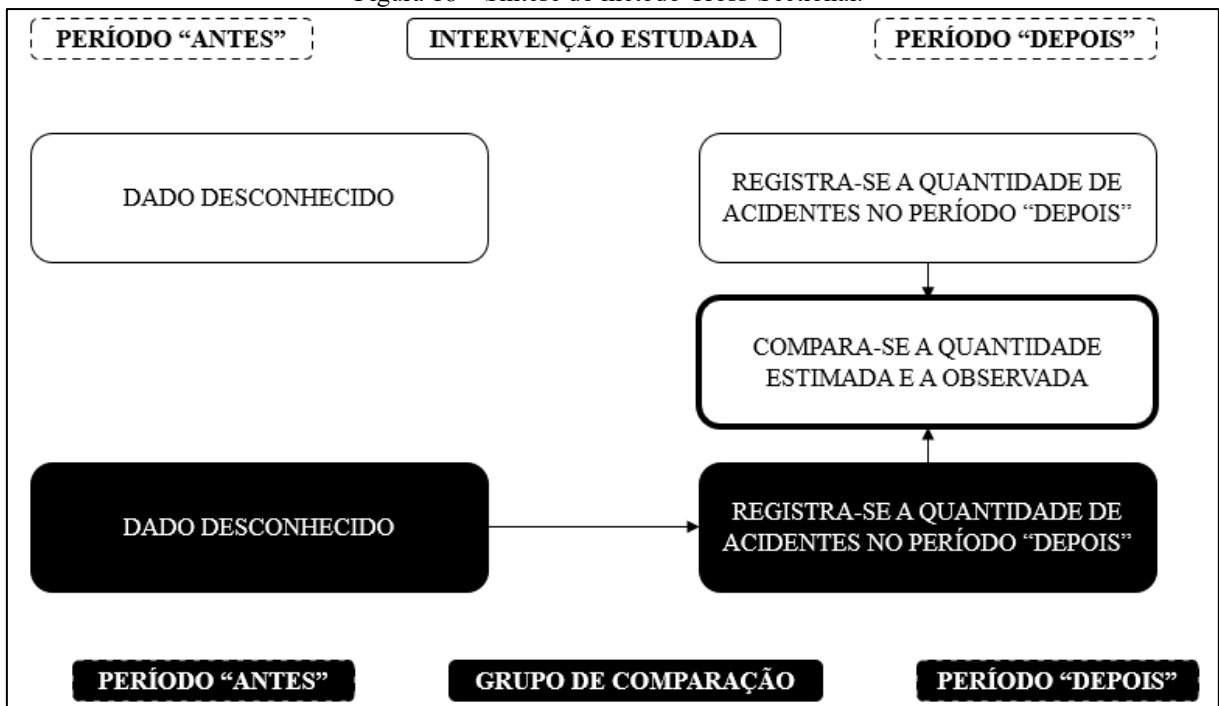 PERÍODO “ANTES”
INTERVENÇÃO ESTUDADA
PERÍODO “DEPOIS”
DADO DESCONHECIDO
REGISTRA-SE A QUANTIDADE DE
ACIDENTES NO PERÍODO “DEPOIS”
COMPARA-SE A QUANTIDADE
ESTIMADA E A OBSERVADA
DADO DESCONHECIDO
REGISTRA-SE A QUANTIDADE DE
ACIDENTES NO PERÍODO “DEPOIS”
PERÍODO “ANTES”
GRUPO DE COMPARAÇÃO
PERÍODO “DEPOIS”